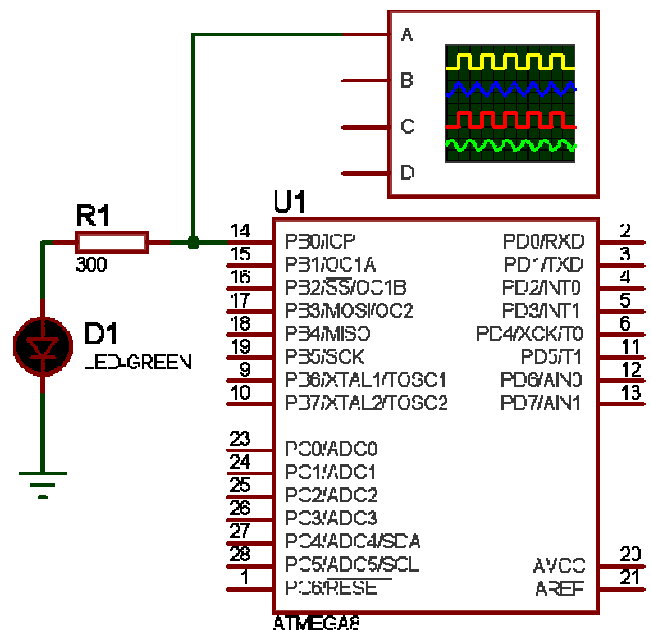 A
B
C
D
U1
R1
300
D1
LED-GREEN
14 PB0/ICP PD0/RXD 2
15 PB1/OC1A PD1/TXD 3
16 PB2/SS/OC1B PD2/INT0 4
17 PB3/MOSI/OC2 PD3/INT1 5
18 PB4/MISO PD4/XCK/T0 6
19 PB5/SCK PD5/T1 11
9 PB6/XTAL1/TOSC1 PD6/AIN0 12
10 PB7/XTAL2/TOSC2 PD7/AIN1 13
23 PC0/ADC0
24 PC1/ADC1
25 PC2/ADC2
26 PC3/ADC3
27 PC4/ADC4/SDA
28 PC5/ADC5/SCL AVCC 20
1 PC6/RESE AREF 21
ATMEGA8